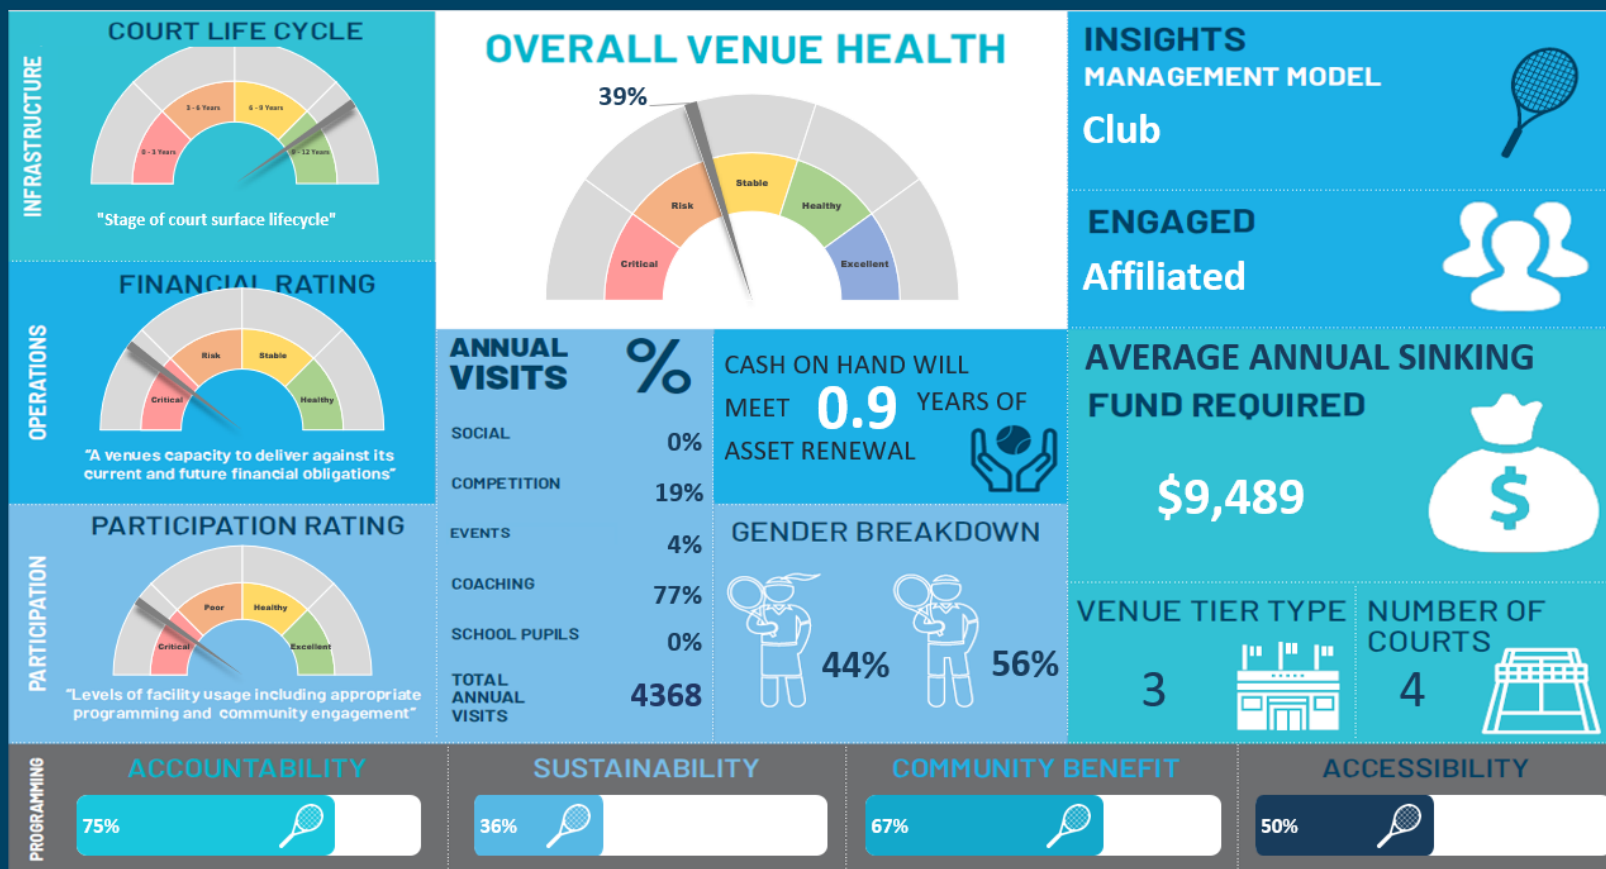 INFRASTRUCTURE
COURT LIFE CYCLE
0 - 3 Years
3 - 6 Years
6 - 9 Years
9 - 12 Years
"Stage of court surface lifecycle"
OPERATIONS
FINANCIAL RATING
Critical
Risk
Stable
Healthy
"A venues capacity to deliver against its
current and future financial obligations"
PARTICIPATION
PARTICIPATION RATING
Critical
Poor
Healthy
Excellent
"Levels of facility usage including appropriate
programming and community engagement"
OVERALL VENUE HEALTH
39%
Critical
Risk
Stable
Healthy
Excellent
ANNUAL
VISITS
%
SOCIAL 0%
COMPETITION 19%
EVENTS 4%
COACHING 77%
SCHOOL PUPILS 0%
TOTAL
ANNUAL
VISITS
4368
CASH ON HAND WILL
MEET 0.9 YEARS OF
ASSET RENEWAL
GENDER BREAKDOWN
44%
56%
INSIGHTS
MANAGEMENT MODEL
Club
ENGAGED
Affiliated
AVERAGE ANNUAL SINKING
FUND REQUIRED
$9,489
$
VENUE TIER TYPE
3
NUMBER OF
COURTS
4
PROGRAMMING
ACCOUNTABILITY
75%
SUSTAINABILITY
36%
COMMUNITY BENEFIT
67%
ACCESSIBILITY
50%